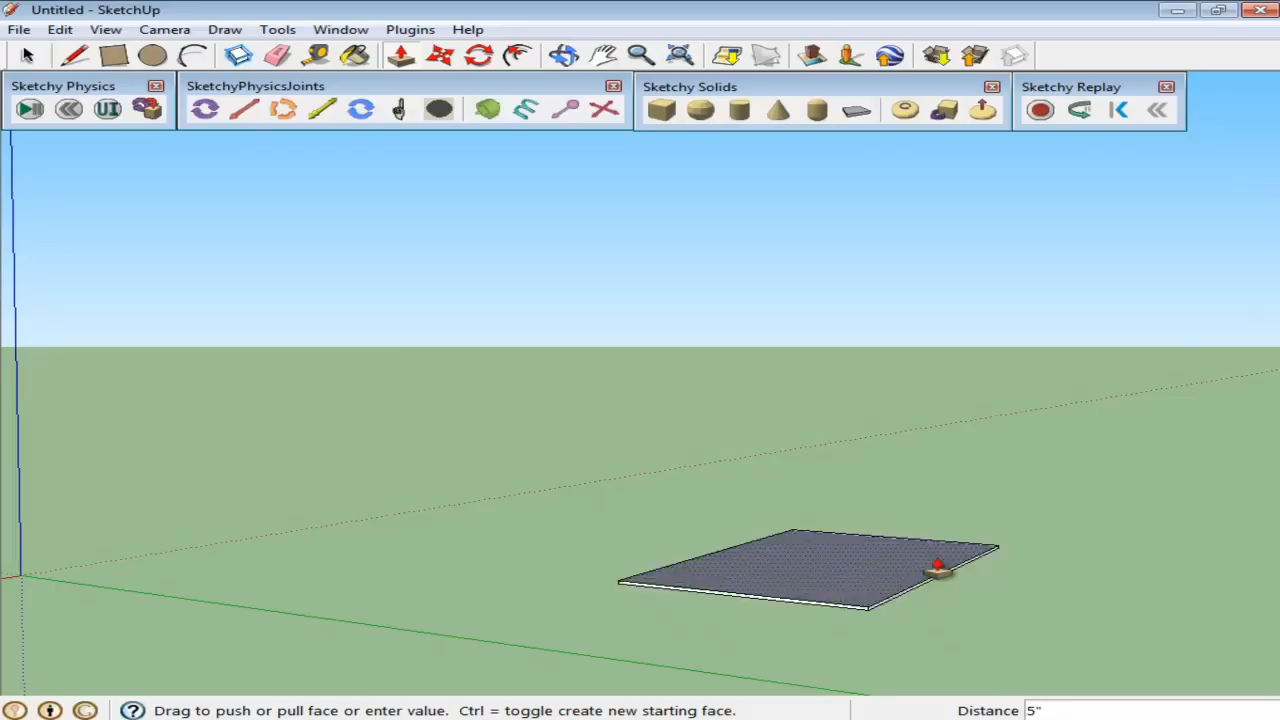 Untitled - SketchUp
File Edit View Camera Draw Tools Window Plugins Help
Sketchy Physics SketchyPhysicsJoints Sketchy Solids Sketchy Replay
UI
Drag to push or pull face or enter value. Ctrl = toggle create new starting face. Distance 5"